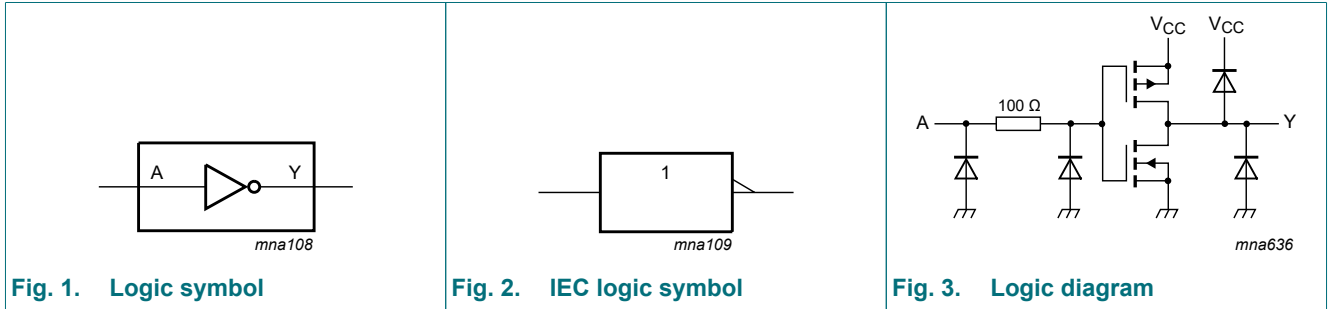 A
Y
mna108
Fig. 1. Logic symbol
1
mna109
Fig. 2. IEC logic symbol
VCC VCC
100 Ω
A
Y
mna636
Fig. 3. Logic diagram